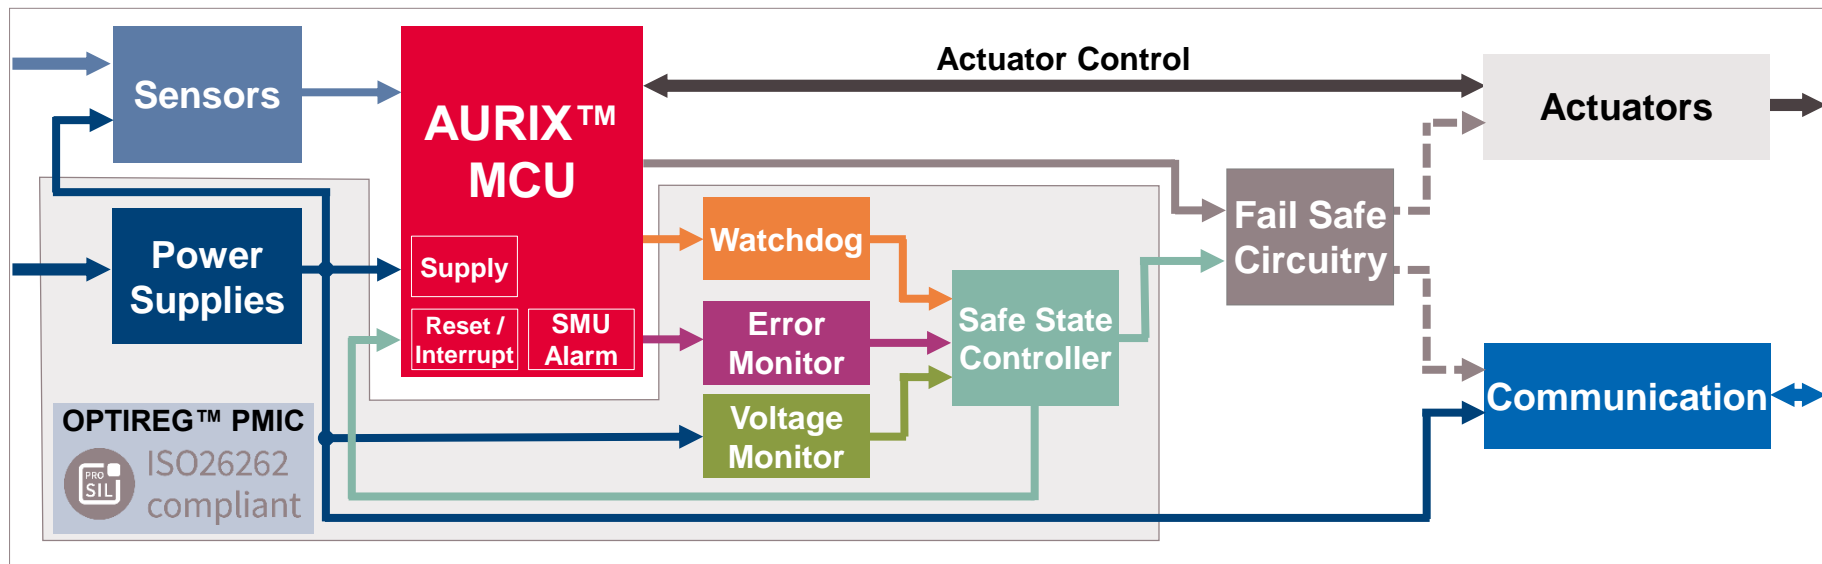 Sensors
AURIX™
MCU
Actuator Control
Actuators
Power
Supplies
Supply
Reset /
Interrupt
SMU
Alarm
Watchdog
Error
Monitor
Voltage
Monitor
Safe State
Controller
Fail Safe
Circuitry
Communication
OPTIREG™ PMIC
PRO
SIL
ISO26262
compliant